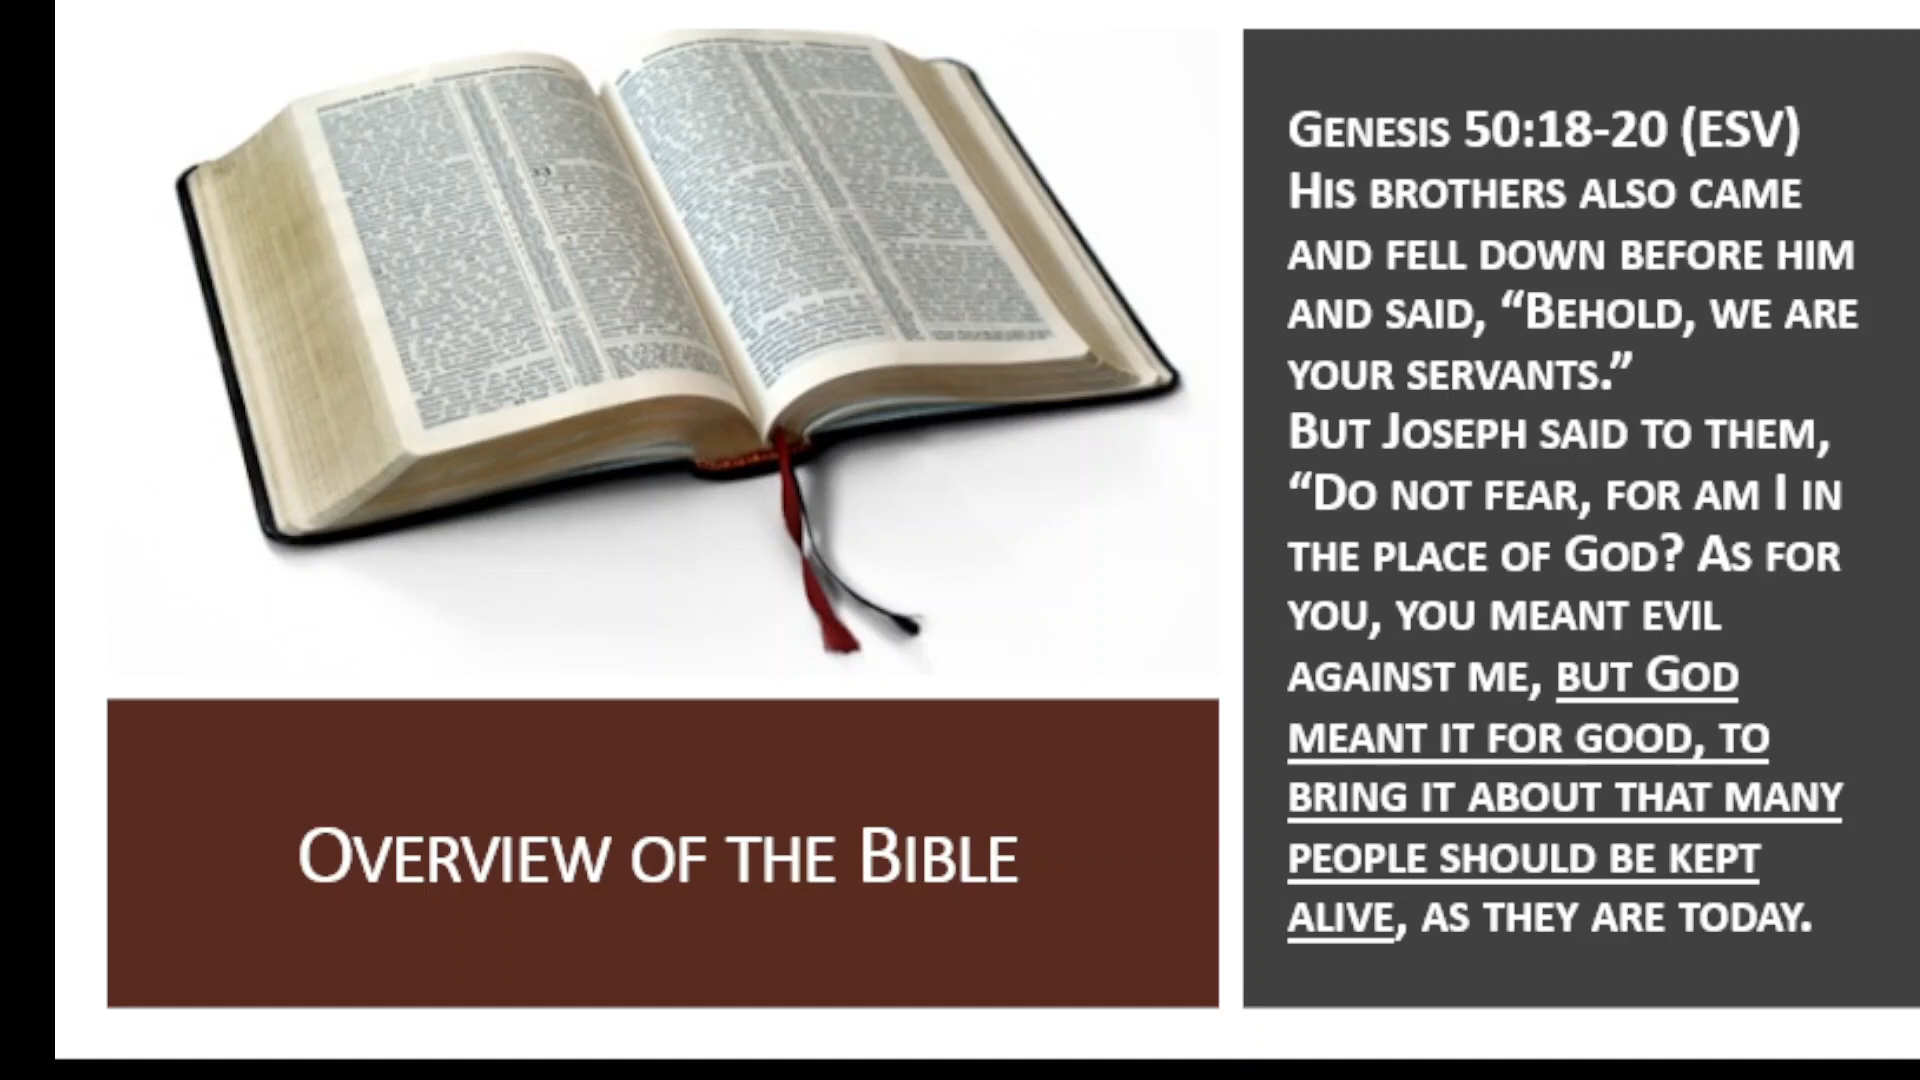 Genesis 50:18-20 (ESV)
His brothers also came
and fell down before him
and said, “Behold, we are
your servants.”
But Joseph said to them,
“Do not fear, for am I in
the place of God? As for
you, you meant evil
against me, but God
meant it for good, to
bring it about that many
people should be kept
alive, as they are today.
Overview of the Bible